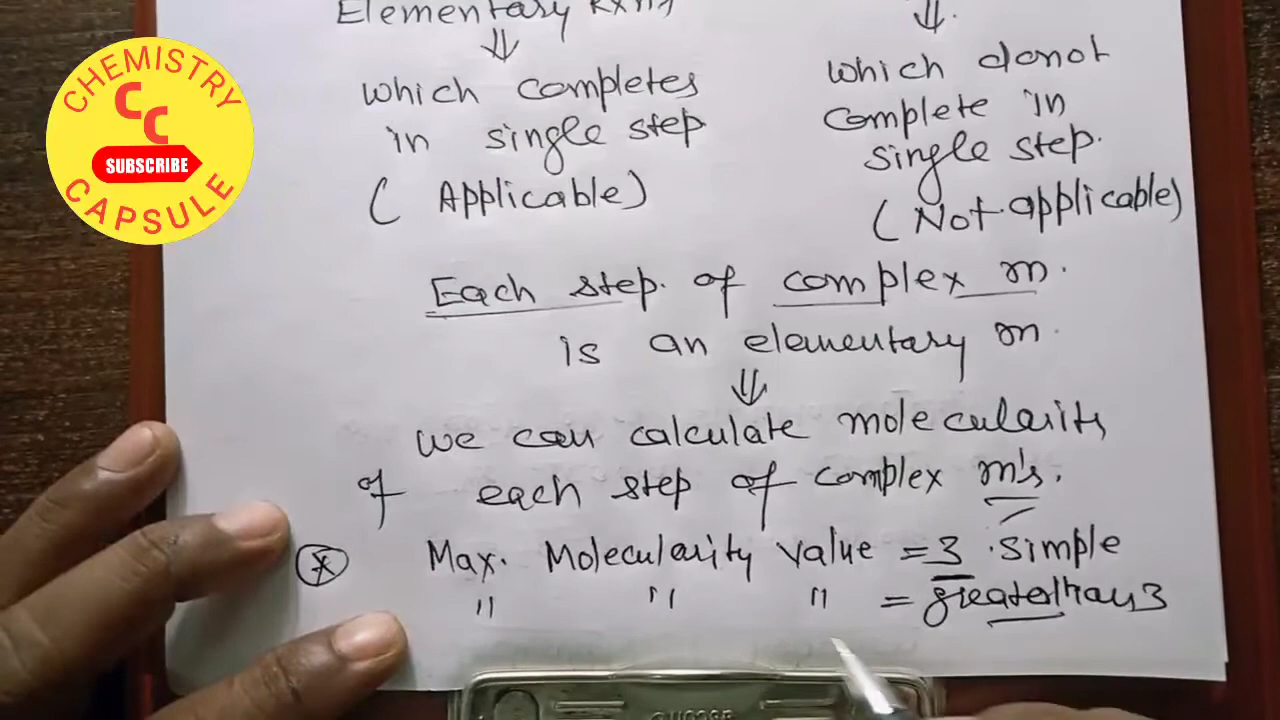 Elementary Rxns
⇓
⇓
which completes
in single step
( Applicable)
which donot
complete in
single step.
( Not applicable)
Each step of complex rn.
is an elementary rn.
⇓
we can calculate molecularity
of each step of complex rn's.
* Max. Molecularity value = 3 . simple
" " " = greater than 3
CHEMISTRY
CC
SUBSCRIBE
CAPSULE